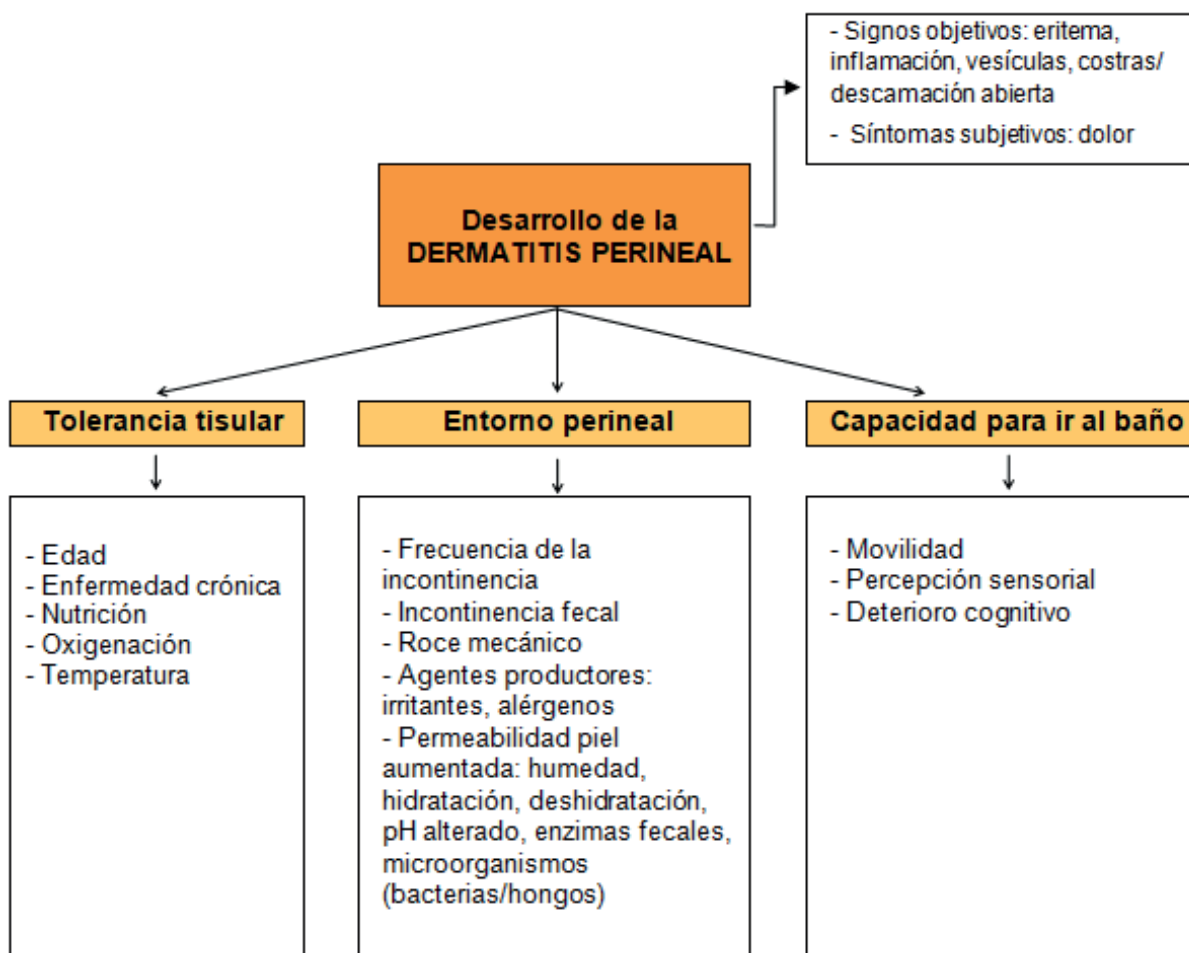 - Signos objetivos: eritema,
inflamación, vesículas, costras/
descamación abierta
- Síntomas subjetivos: dolor
Desarrollo de la
DERMATITIS PERINEAL
Tolerancia tisular
- Edad
- Enfermedad crónica
- Nutrición
- Oxigenación
- Temperatura
Entorno perineal
- Frecuencia de la
incontinencia
- Incontinencia fecal
- Roce mecánico
- Agentes productores:
irritantes, alérgenos
- Permeabilidad piel
aumentada: humedad,
hidratación, deshidratación,
pH alterado, enzimas fecales,
microorganismos
(bacterias/hongos)
Capacidad para ir al baño
- Movilidad
- Percepción sensorial
- Deterioro cognitivo